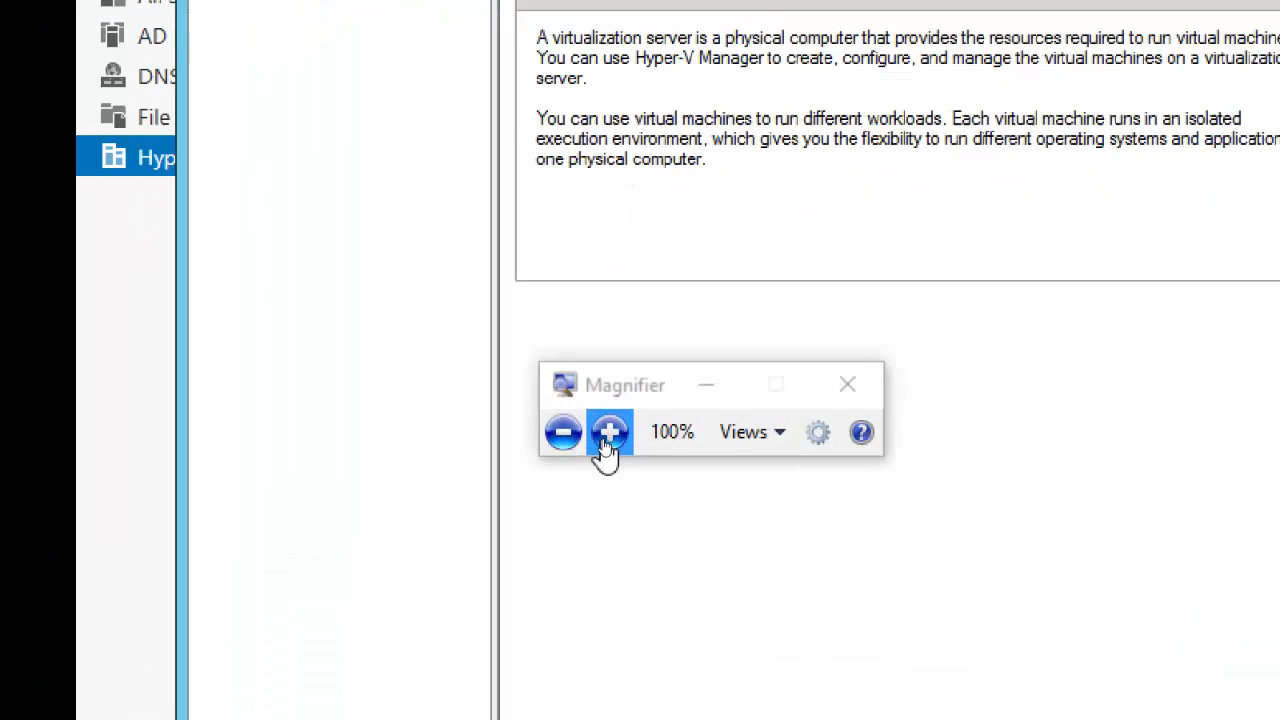 AD
DNS
File
Hyp
A virtualization server is a physical computer that provides the resources required to run virtual machine
You can use Hyper-V Manager to create, configure, and manage the virtual machines on a virtualizatio
server.
You can use virtual machines to run different workloads. Each virtual machine runs in an isolated
execution environment, which gives you the flexibility to run different operating systems and application
one physical computer.
Magnifier
100% Views